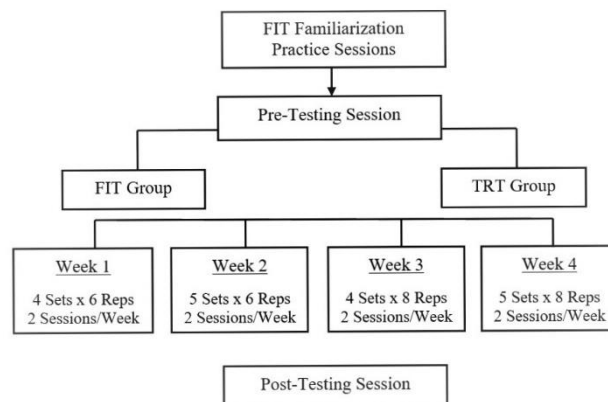 FIT Familiarization
Practice Sessions
Pre-Testing Session
FIT Group
TRT Group
Week 1
4 Sets x 6 Reps
2 Sessions/Week
Week 2
5 Sets x 6 Reps
2 Sessions/Week
Week 3
4 Sets x 8 Reps
2 Sessions/Week
Week 4
5 Sets x 8 Reps
2 Sessions/Week
Post-Testing Session